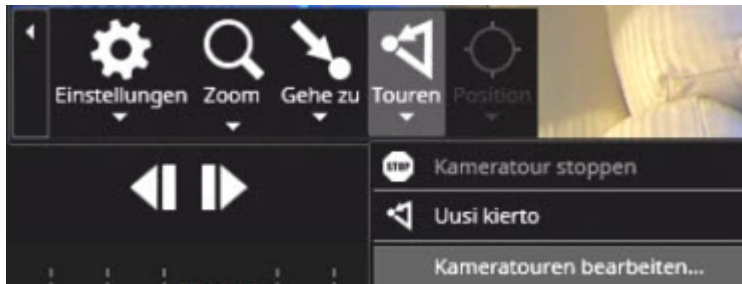 Einstellungen Zoom Gehe zu Touren Position
STOP Kameratour stoppen
Uusi kierto
Kameratouren bearbeiten...